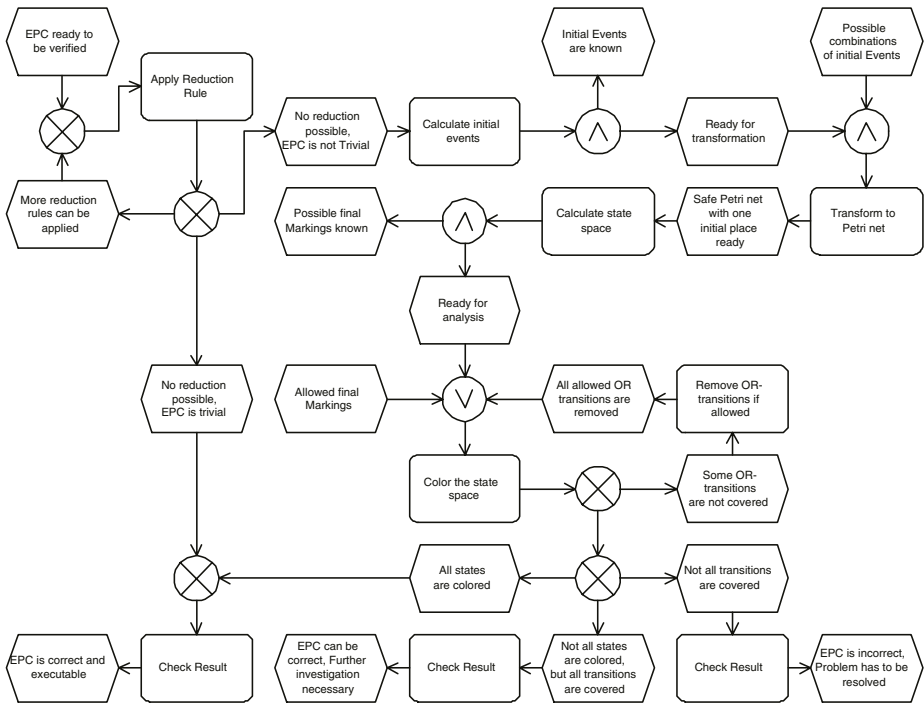 EPC ready to
be verified
Initial Events
are known
Possible
combinations
of initial Events
Apply Reduction
Rule
No reduction
possible,
EPC is not Trivial
Calculate initial
events
Ready for
transformation
More reduction
rules can be
applied
Possible final
Markings known
Calculate state
space
Safe Petri net
with one
initial place
ready
Transform to
Petri net
Ready for
analysis
No reduction
possible,
EPC is trivial
Allowed final
Markings
All allowed OR
transitions are
removed
Remove OR-
transitions if
allowed
Color the state
space
Some OR-
transitions
are not covered
All states
are colored
Not all transitions
are covered
EPC is correct and
executable
Check Result
EPC can be
correct, Further
investigation
necessary
Check Result
Not all states
are colored,
but all transitions
are covered
Check Result
EPC is incorrect,
Problem has to be
resolved